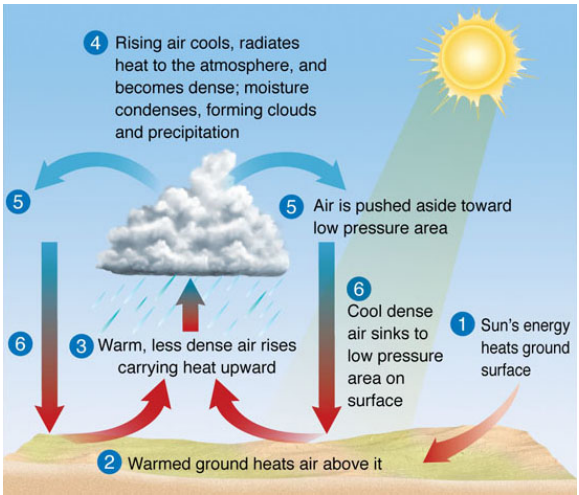 4 Rising air cools, radiates
heat to the atmosphere, and
becomes dense; moisture
condenses, forming clouds
and precipitation
5
5 Air is pushed aside toward
low pressure area
6
6
Cool dense
air sinks to
low pressure
area on
surface
3 Warm, less dense air rises
carrying heat upward
1 Sun's energy
heats ground
surface
2 Warmed ground heats air above it